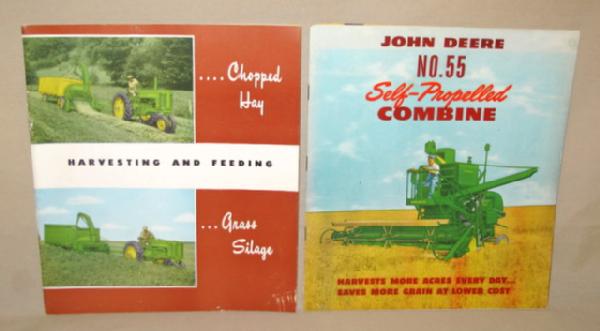 ....Chopped
Hay
HARVESTING AND FEEDING
...Grass
Silage
JOHN DEERE
NO. 55
Self-Propelled
COMBINE
HARVESTS MORE ACRES EVERY DAY...
SAVES MORE GRAIN AT LOWER COST